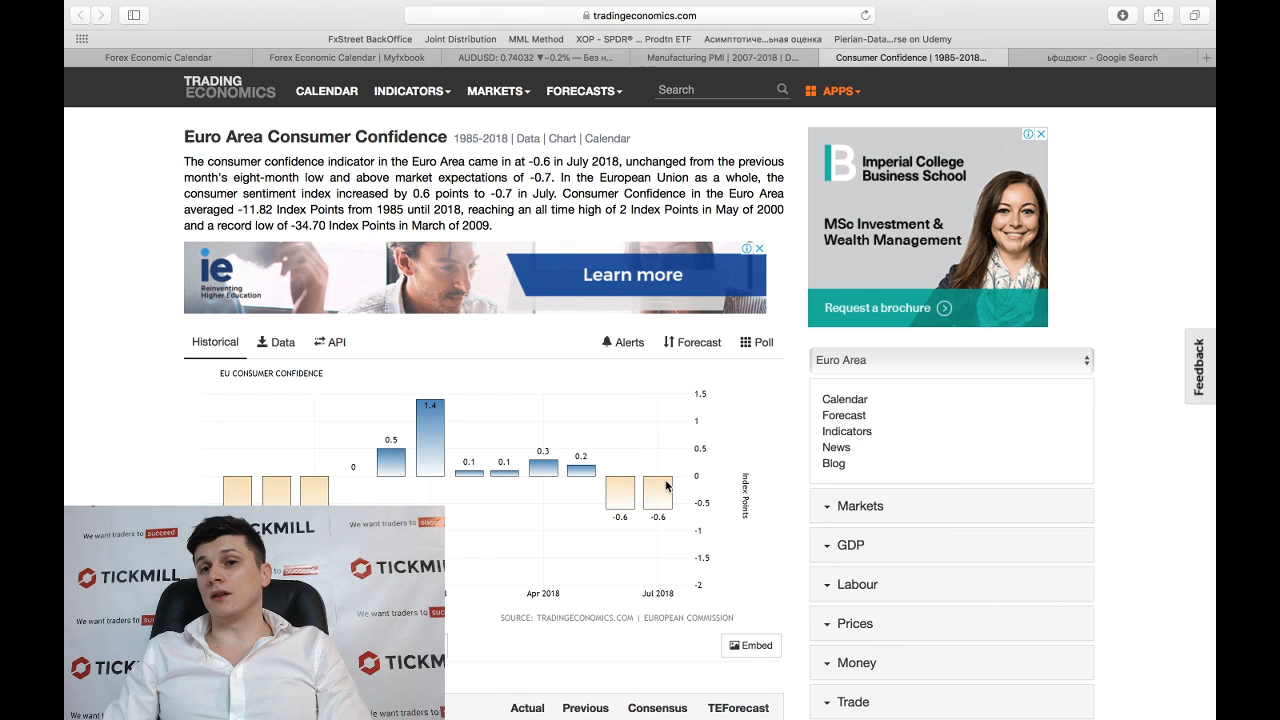 tradingeconomics.com
FxStreet BackOffice
Joint Distribution
MML Method
XOP - SPDR® ... Prodtn ETF
Асимптотиче...ьная оценка
Pierian-Data...rse on Udemy
Forex Economic Calendar
Forex Economic Calendar | Myfxbook
AUDUSD: 0.74032 ▼−0.2% — Без н...
Manufacturing PMI | 2007-2018 | D...
Consumer Confidence | 1985-2018...
ьфшдюкг - Google Search
TRADING
ECONOMICS
CALENDAR
INDICATORS
MARKETS
FORECASTS
Search
APPS
Euro Area Consumer Confidence 1985-2018 | Data | Chart | Calendar
The consumer confidence indicator in the Euro Area came in at -0.6 in July 2018, unchanged from the previous
month's eight-month low and above market expectations of -0.7. In the European Union as a whole, the
consumer sentiment index increased by 0.6 points to -0.7 in July. Consumer Confidence in the Euro Area
averaged -11.82 Index Points from 1985 until 2018, reaching an all time high of 2 Index Points in May of 2000
and a record low of -34.70 Index Points in March of 2009.
Imperial College
Business School
MSc Investment &
Wealth Management
Request a brochure
ie
Reinventing
Higher Education
Learn more
Historical
Data
API
Alerts
Forecast
Poll
EU CONSUMER CONFIDENCE
0
0.5
1.4
0.1
0.1
0.3
0.2
-0.6
-0.6
1.5
1
0.5
0
-0.5
-1
-1.5
-2
Index Points
Apr 2018
Jul 2018
SOURCE: TRADINGECONOMICS.COM | EUROPEAN COMMISSION
Embed
Actual
Previous
Consensus
TEForecast
Euro Area
Calendar
Forecast
Indicators
News
Blog
Markets
GDP
Labour
Prices
Money
Trade
Feedback
We want traders to succeed
TICKMILL
We want traders to
TICKMILL
We want traders to
TICKMILL